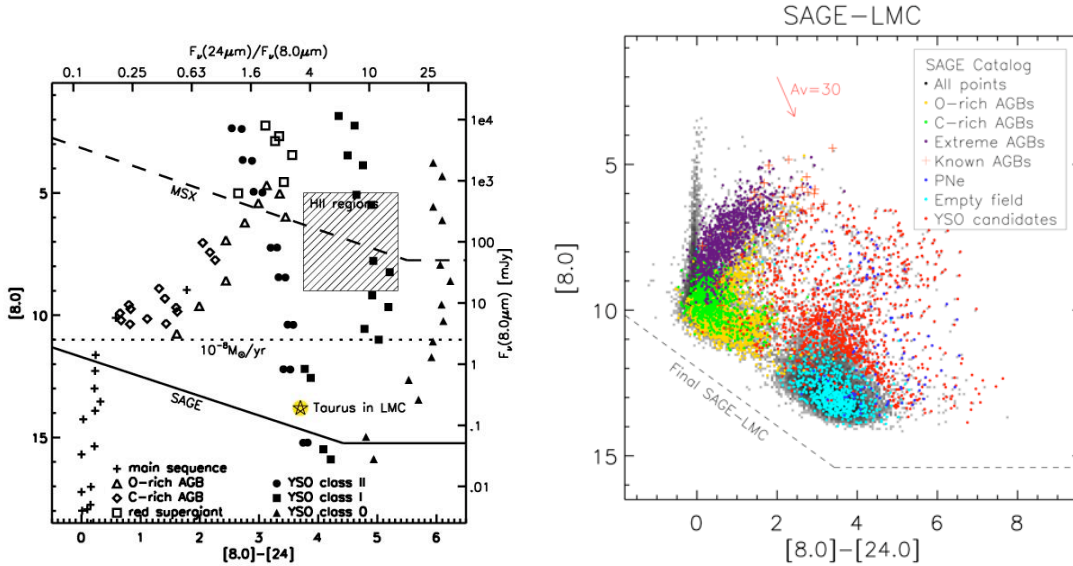 F_ν(24μm)/F_ν(8.0μm)
0.1 0.25 0.63 1.6 4 10 25
5
10
15
[8.0]
1e4
1e3
100
10
1
0.1
.01
F_ν(8.0μm) [mJy]
MSX
HII regions
10⁻⁸M⊙/yr
SAGE
Taurus in LMC
main sequence
O-rich AGB
C-rich AGB
red supergiant
YSO class II
YSO class I
YSO class 0
0 1 2 3 4 5 6
[8.0]-[24]
SAGE-LMC
Av=30
SAGE Catalog
All points
O-rich AGBs
C-rich AGBs
Extreme AGBs
Known AGBs
PNe
Empty field
YSO candidates
5
10
15
[8.0]
Final SAGE-LMC
0 2 4 6 8
[8.0]-[24.0]